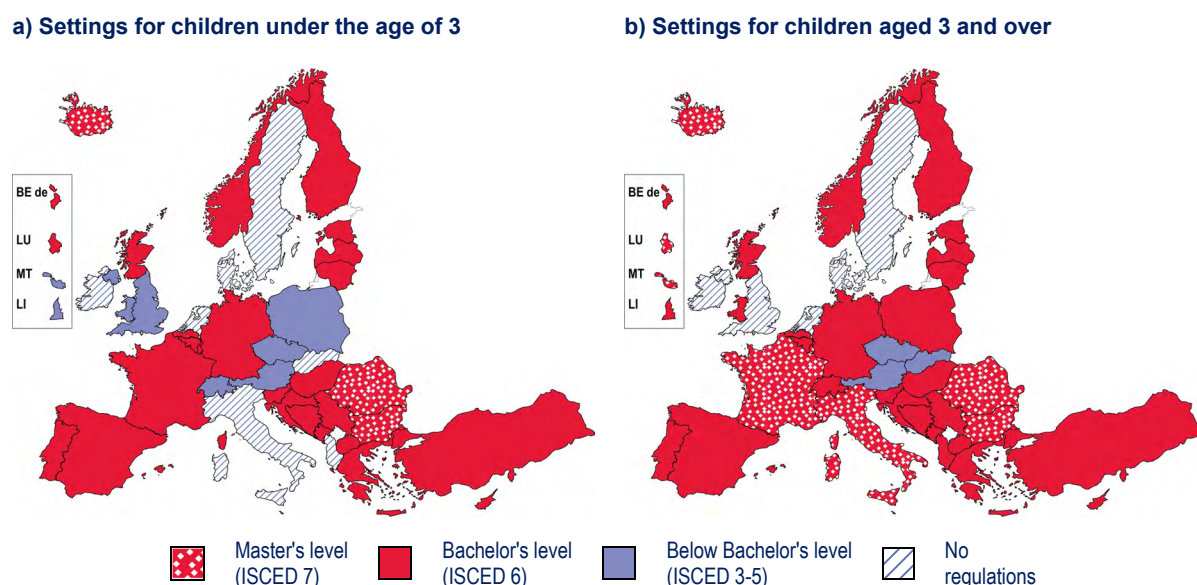 a) Settings for children under the age of 3
b) Settings for children aged 3 and over
BE de
LU
MT
LI
BE de
LU
MT
LI
Master's level
(ISCED 7)
Bachelor's level
(ISCED 6)
Below Bachelor's level
(ISCED 3-5)
No
regulations